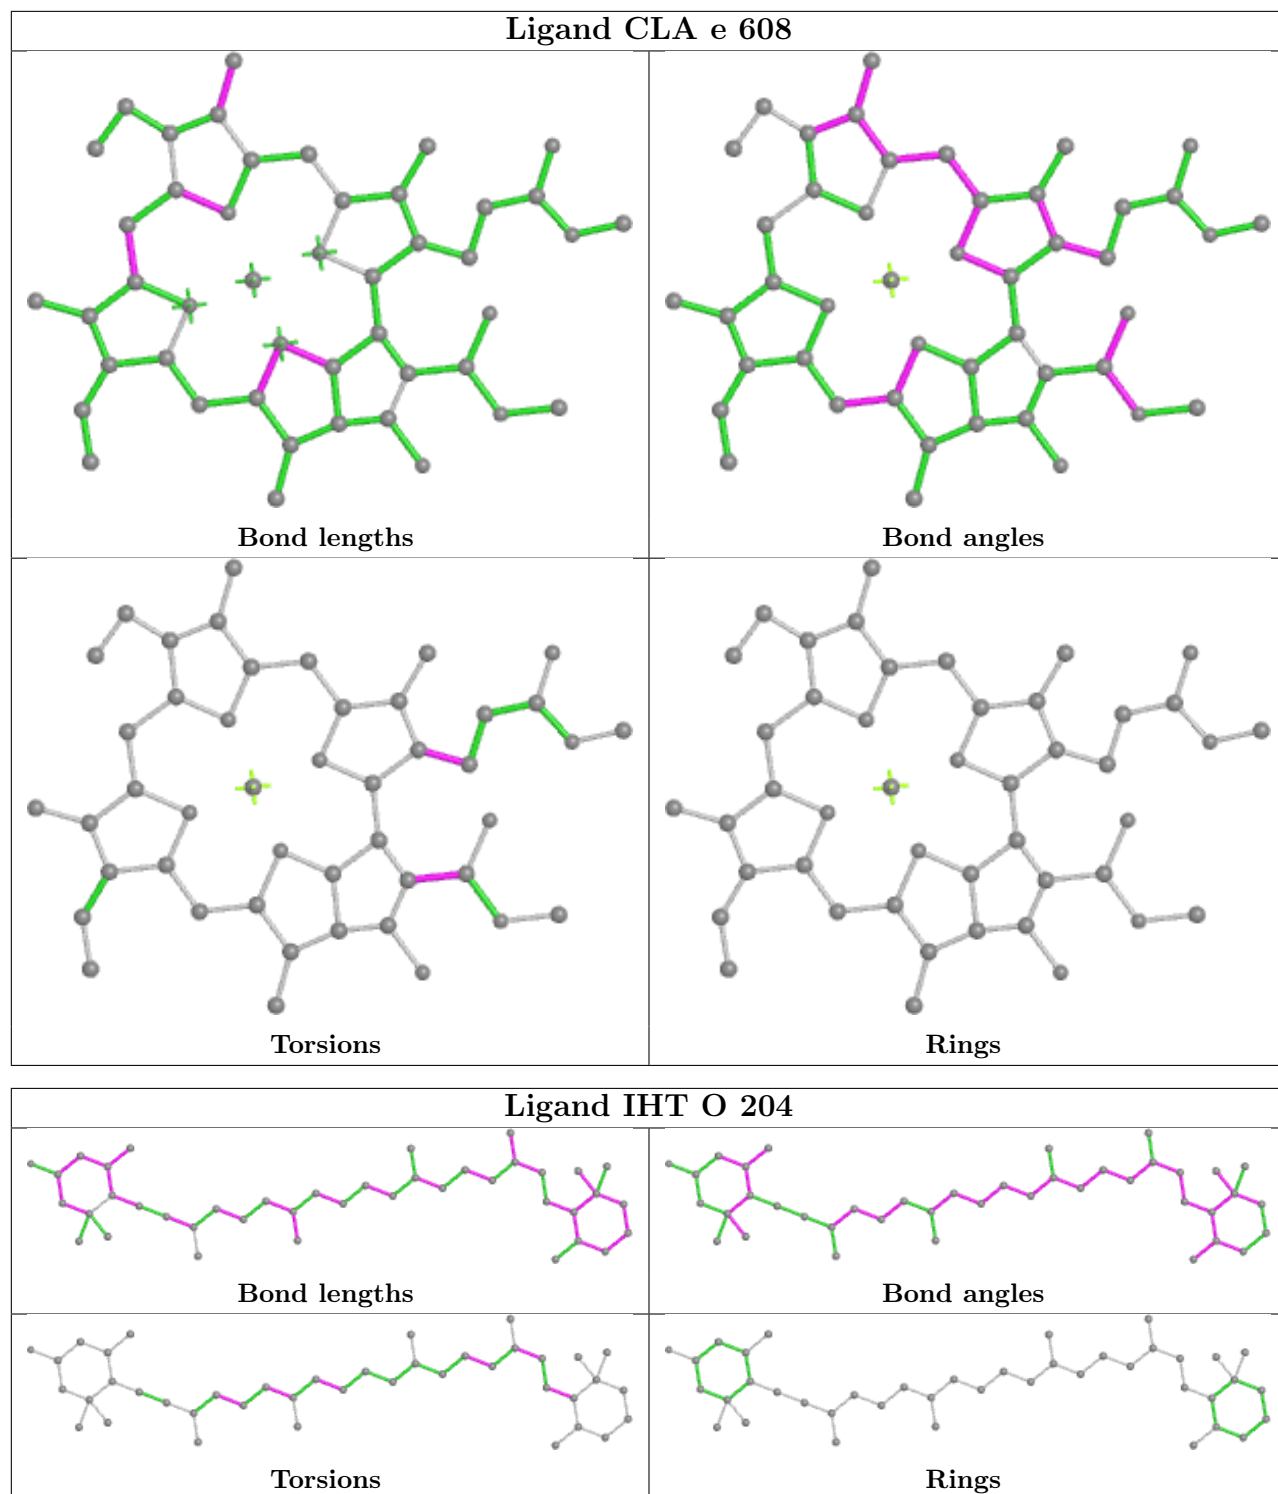 Ligand CLA e 608
Bond lengths
Bond angles
Torsions
Rings
Ligand IHT O 204
Bond lengths
Bond angles
Torsions
Rings